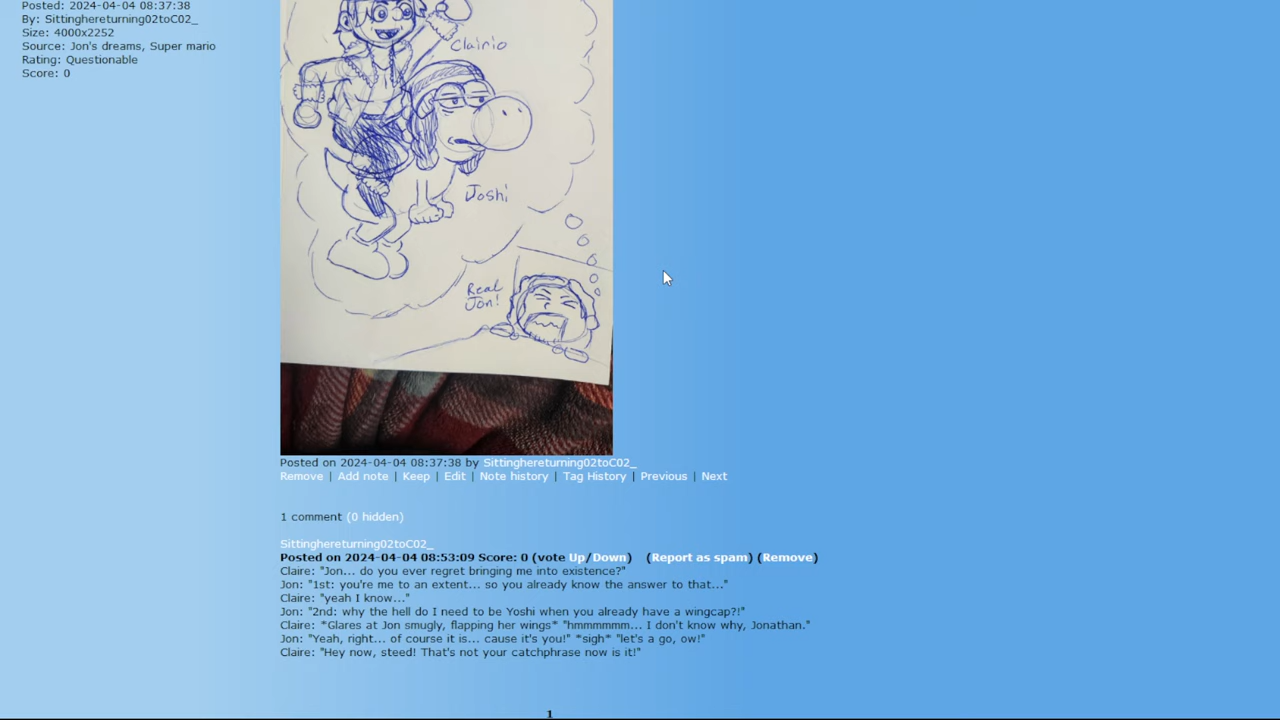 Posted: 2024-04-04 08:37:38
By: Sittinghereturning02toC02_
Size: 4000x2252
Source: Jon's dreams, Super mario
Rating: Questionable
Score: 0
Clairio
Joshi
Real
Jon!
Posted on 2024-04-04 08:37:38 by Sittinghereturning02toC02_
Remove | Add note | Keep | Edit | Note history | Tag History | Previous | Next
1 comment (0 hidden)
Sittinghereturning02toC02_
Posted on 2024-04-04 08:53:09 Score: 0 (vote Up/Down) (Report as spam) (Remove)
Claire: "Jon... do you ever regret bringing me into existence?"
Jon: "1st: you're me to an extent... so you already know the answer to that..."
Claire: "yeah I know..."
Jon: "2nd: why the hell do I need to be Yoshi when you already have a wingcap?!"
Claire: *Glares at Jon smugly, flapping her wings* "hmmmmmm... I don't know why, Jonathan."
Jon: "Yeah, right... of course it is... cause it's you!" *sigh* "let's a go, ow!"
Claire: "Hey now, steed! That's not your catchphrase now is it!"
1